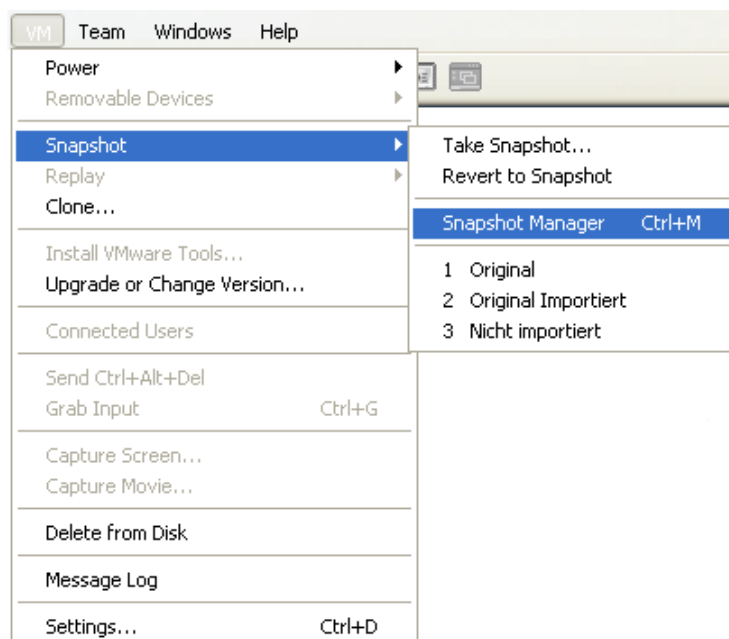 VM Team Windows Help
Power
Removable Devices
Snapshot
Replay
Clone...
Install VMware Tools...
Upgrade or Change Version...
Connected Users
Send Ctrl+Alt+Del
Grab Input Ctrl+G
Capture Screen...
Capture Movie...
Delete from Disk
Message Log
Settings... Ctrl+D
Take Snapshot...
Revert to Snapshot
Snapshot Manager Ctrl+M
1 Original
2 Original Importiert
3 Nicht importiert